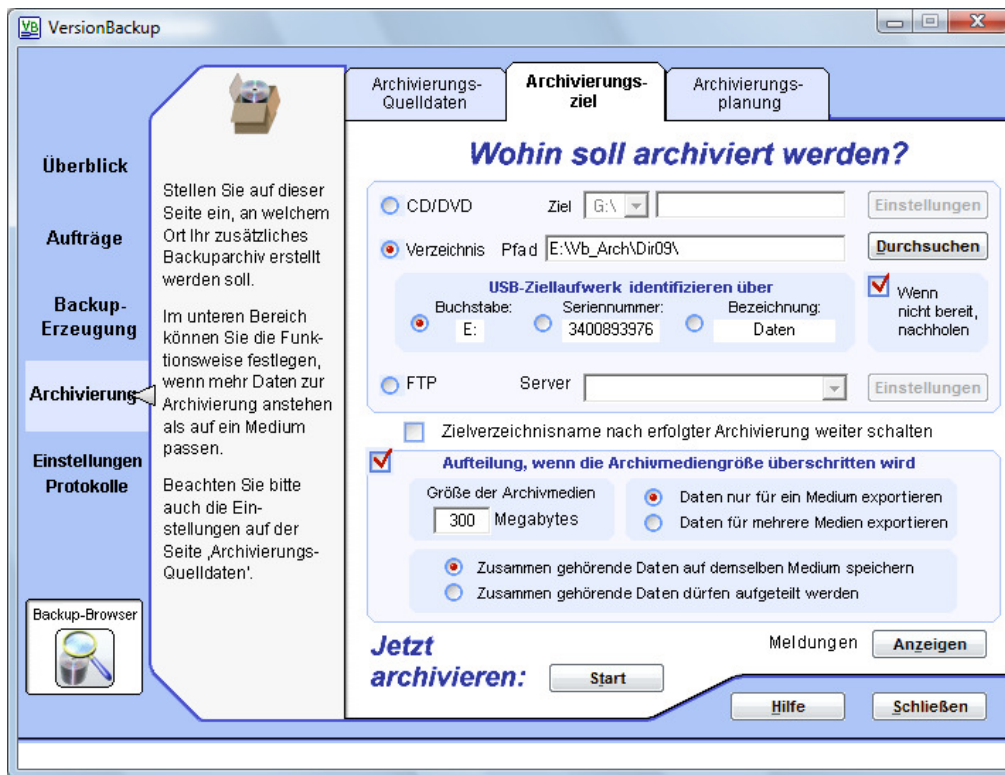 VB VersionBackup
Überblick
Aufträge
Backup-
Erzeugung
Archivierung
Einstellungen
Protokolle
Backup-Browser
Stellen Sie auf dieser
Seite ein, an welchem
Ort Ihr zusätzliches
Backuparchiv erstellt
werden soll.
Im unteren Bereich
können Sie die Funk-
tionsweise festlegen,
wenn mehr Daten zur
Archivierung anstehen
als auf ein Medium
passen.
Beachten Sie bitte
auch die Ein-
stellungen auf der
Seite ‚Archivierungs-
Quelldaten'.
Archivierungs-
Quelldaten
Archivierungs-
ziel
Archivierungs-
planung
Wohin soll archiviert werden?
CD/DVD Ziel G:\ Einstellungen
Verzeichnis Pfad E:\Vb_Arch\Dir09\ Durchsuchen
USB-Ziellaufwerk identifizieren über
Buchstabe: Seriennummer: Bezeichnung:
E: 3400893976 Daten
Wenn
nicht bereit,
nachholen
FTP Server Einstellungen
Zielverzeichnisname nach erfolgter Archivierung weiter schalten
Aufteilung, wenn die Archivmediengröße überschritten wird
Größe der Archivmedien
300 Megabytes
Daten nur für ein Medium exportieren
Daten für mehrere Medien exportieren
Zusammen gehörende Daten auf demselben Medium speichern
Zusammen gehörende Daten dürfen aufgeteilt werden
Jetzt
archivieren:
Start
Meldungen Anzeigen
Hilfe Schließen